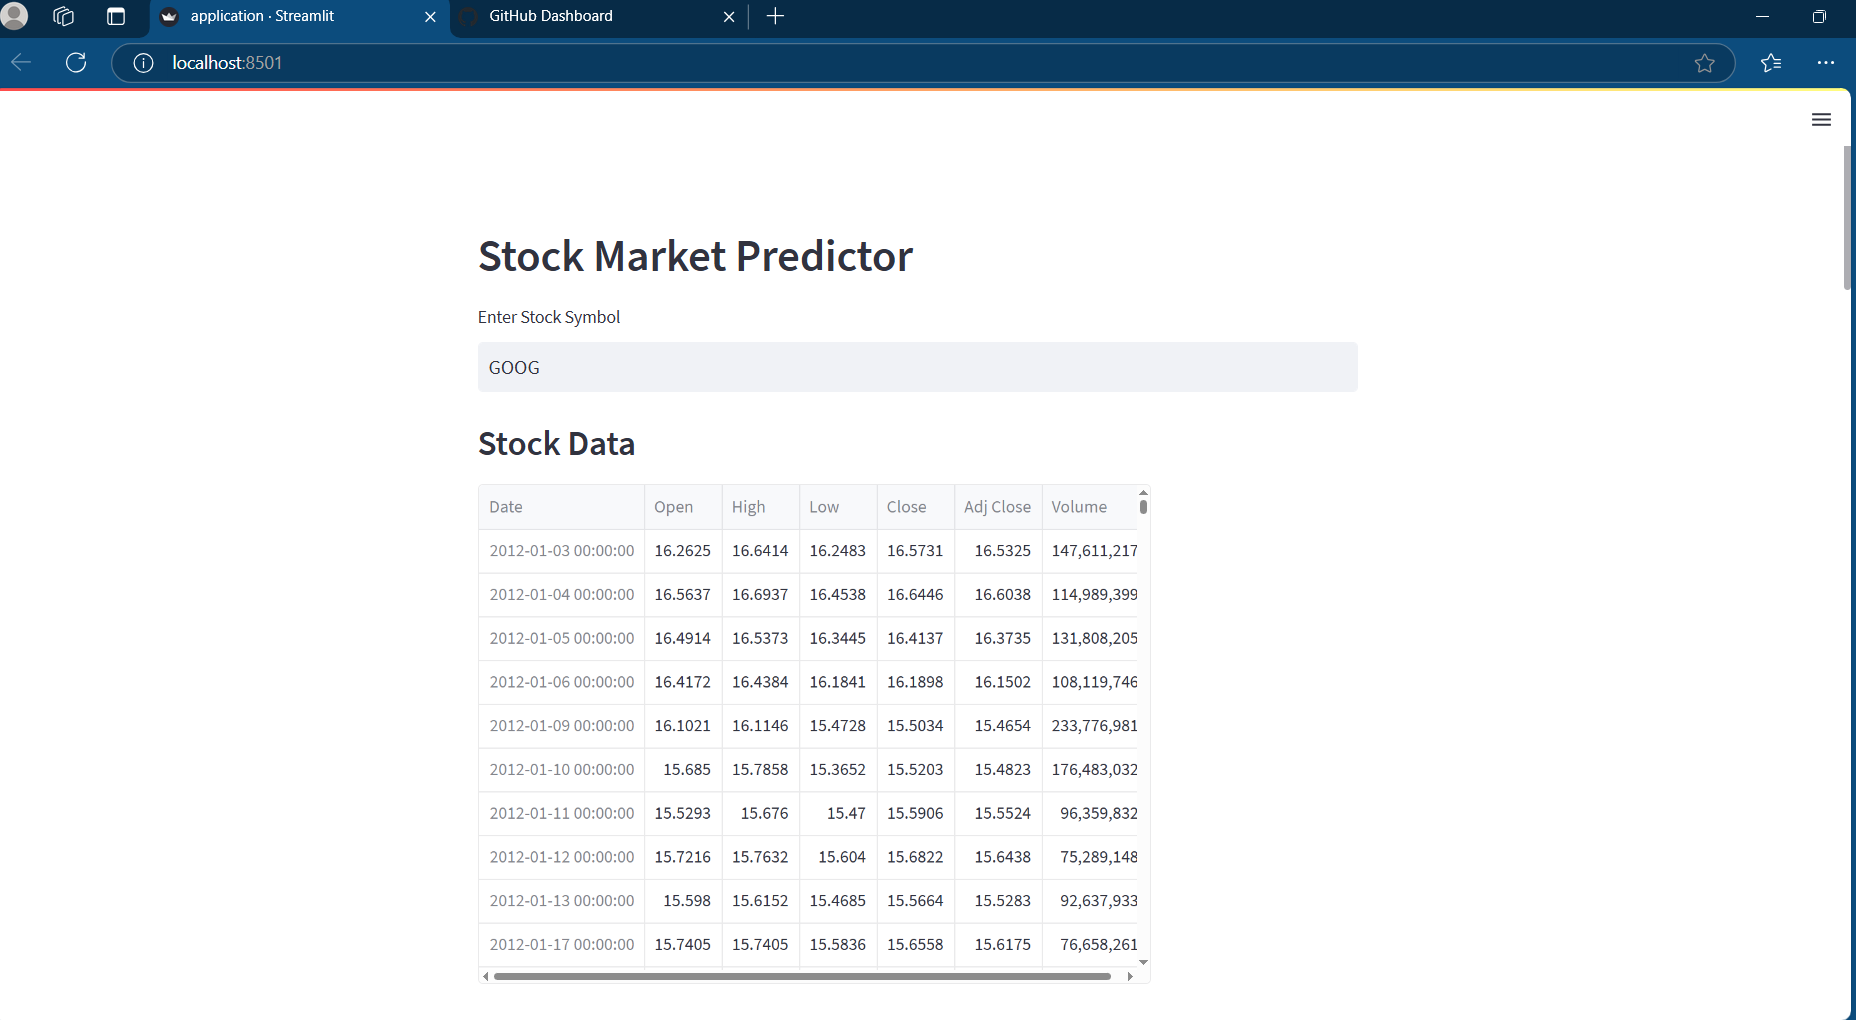 application · Streamlit
GitHub Dashboard
localhost:8501
Stock Market Predictor
Enter Stock Symbol
GOOG
Stock Data
Date Open High Low Close Adj Close Volume
2012-01-03 00:00:00 16.2625 16.6414 16.2483 16.5731 16.5325 147,611,217
2012-01-04 00:00:00 16.5637 16.6937 16.4538 16.6446 16.6038 114,989,399
2012-01-05 00:00:00 16.4914 16.5373 16.3445 16.4137 16.3735 131,808,205
2012-01-06 00:00:00 16.4172 16.4384 16.1841 16.1898 16.1502 108,119,746
2012-01-09 00:00:00 16.1021 16.1146 15.4728 15.5034 15.4654 233,776,981
2012-01-10 00:00:00 15.685 15.7858 15.3652 15.5203 15.4823 176,483,032
2012-01-11 00:00:00 15.5293 15.676 15.47 15.5906 15.5524 96,359,832
2012-01-12 00:00:00 15.7216 15.7632 15.604 15.6822 15.6438 75,289,148
2012-01-13 00:00:00 15.598 15.6152 15.4685 15.5664 15.5283 92,637,933
2012-01-17 00:00:00 15.7405 15.7405 15.5836 15.6558 15.6175 76,658,261